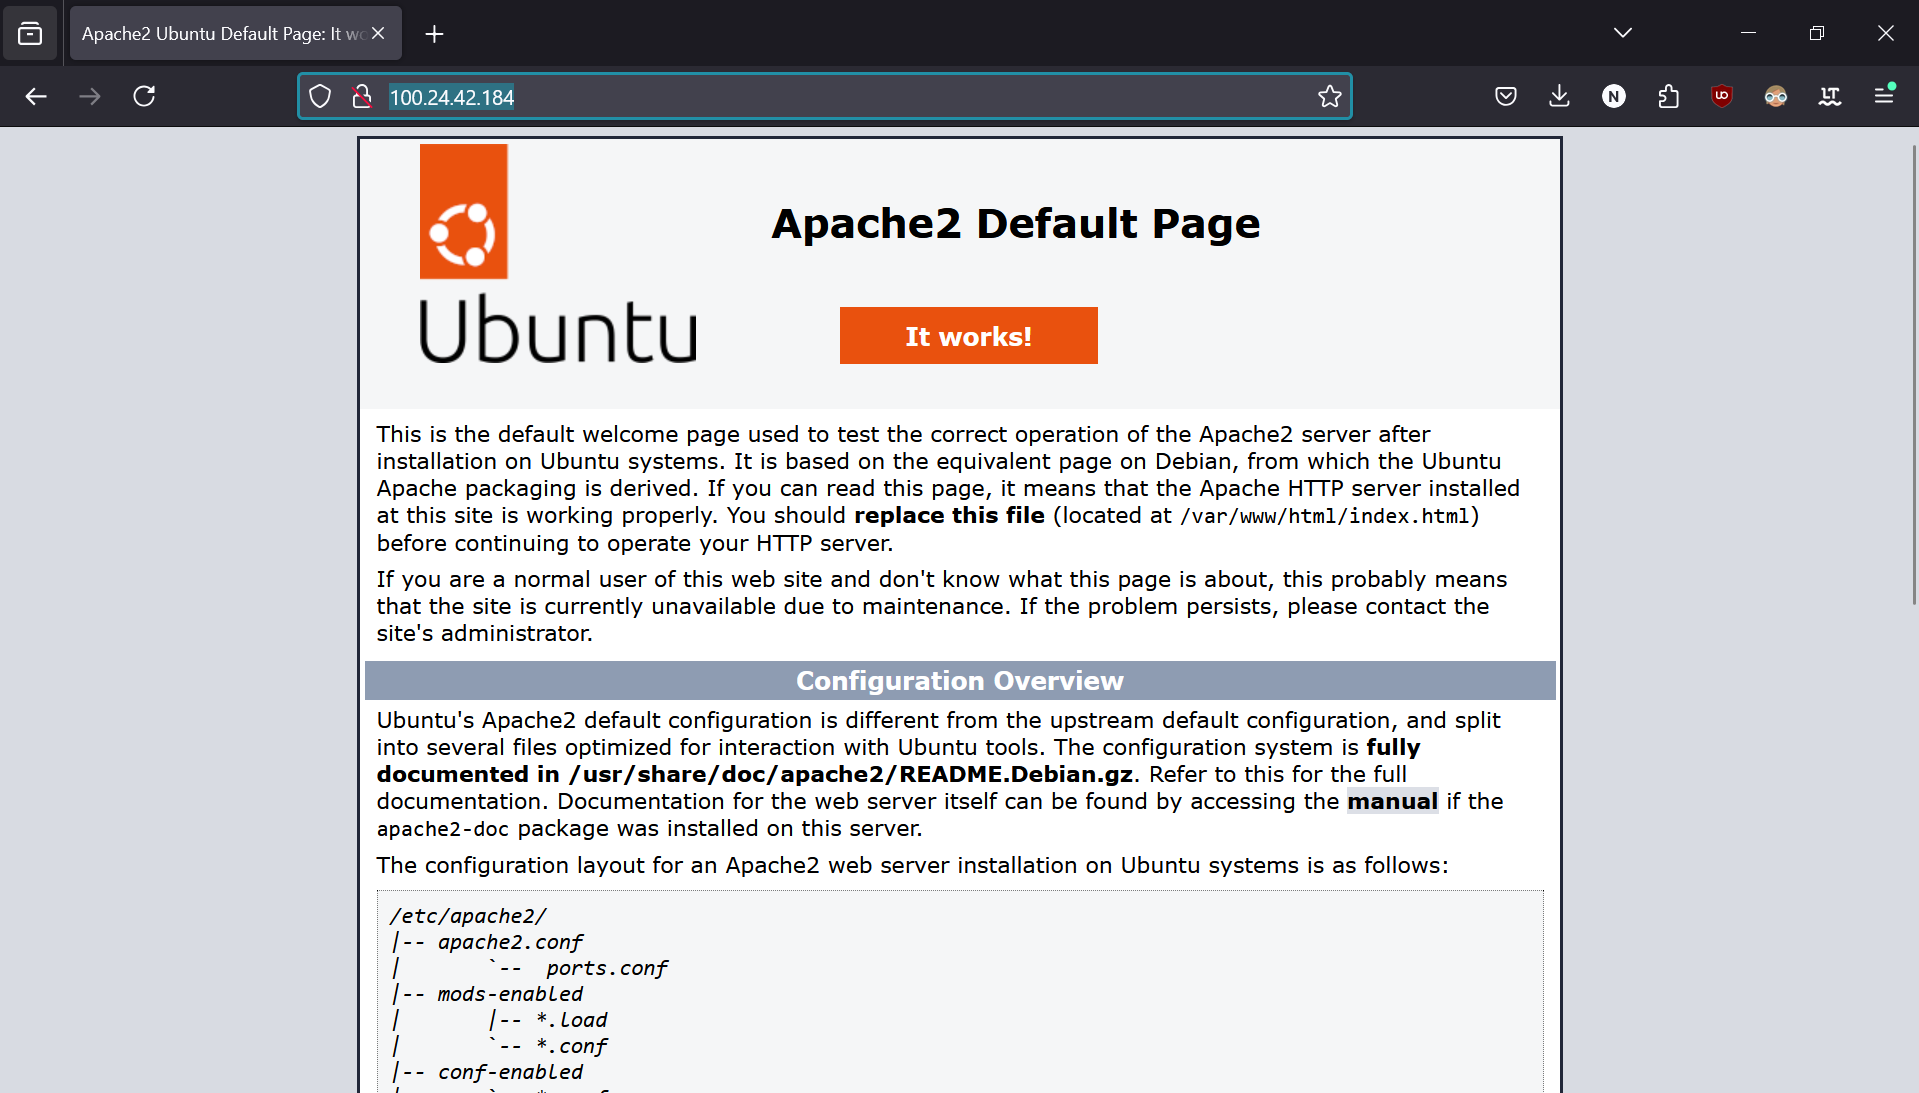 Apache2 Ubuntu Default Page: It wo
100.24.42.184
N
UO
LT
Apache2 Default Page
Ubuntu
It works!
This is the default welcome page used to test the correct operation of the Apache2 server after
installation on Ubuntu systems. It is based on the equivalent page on Debian, from which the Ubuntu
Apache packaging is derived. If you can read this page, it means that the Apache HTTP server installed
at this site is working properly. You should replace this file (located at /var/www/html/index.html)
before continuing to operate your HTTP server.
If you are a normal user of this web site and don't know what this page is about, this probably means
that the site is currently unavailable due to maintenance. If the problem persists, please contact the
site's administrator.
Configuration Overview
Ubuntu's Apache2 default configuration is different from the upstream default configuration, and split
into several files optimized for interaction with Ubuntu tools. The configuration system is fully
documented in /usr/share/doc/apache2/README.Debian.gz. Refer to this for the full
documentation. Documentation for the web server itself can be found by accessing the manual if the
apache2-doc package was installed on this server.
The configuration layout for an Apache2 web server installation on Ubuntu systems is as follows:
/etc/apache2/
|-- apache2.conf
|       `--  ports.conf
|-- mods-enabled
|       |-- *.load
|       `-- *.conf
|-- conf-enabled